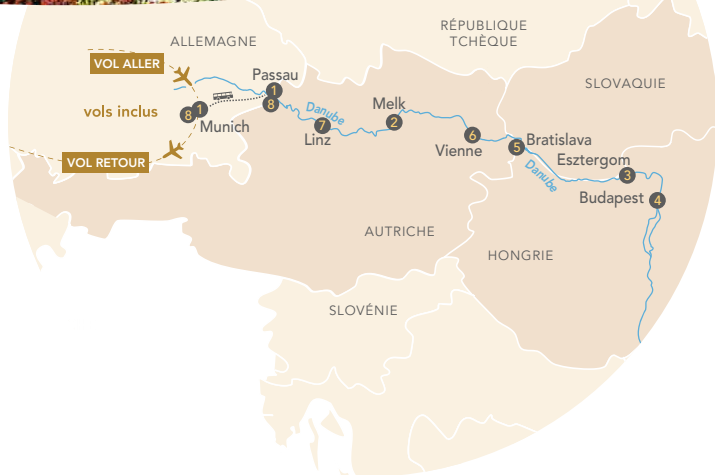 RÉPUBLIQUE
TCHÈQUE
ALLEMAGNE
VOL ALLER
SLOVAQUIE
Passau
1
8
vols inclus
8
1
Munich
Danube
Melk
2
7
Linz
6
Vienne
5
Bratislava
Esztergom
3
Danube
Budapest
4
VOL RETOUR
AUTRICHE
HONGRIE
SLOVÉNIE